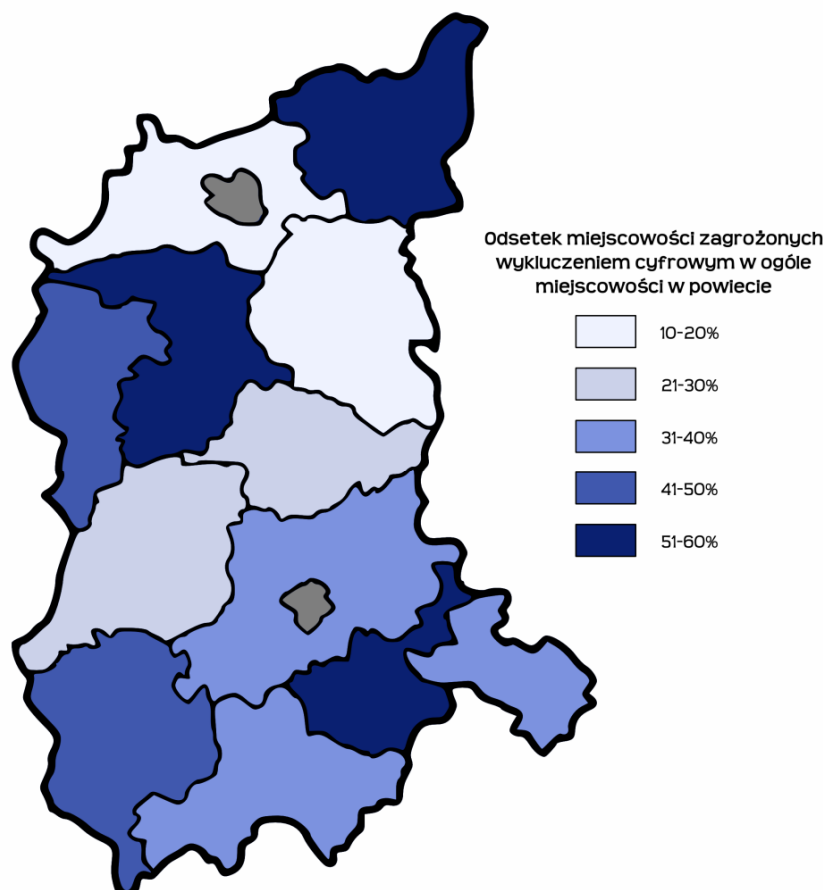 Odsetek miejscowości zagrożonych
wykluczeniem cyfrowym w ogóle
miejscowości w powiecie
10-20%
21-30%
31-40%
41-50%
51-60%